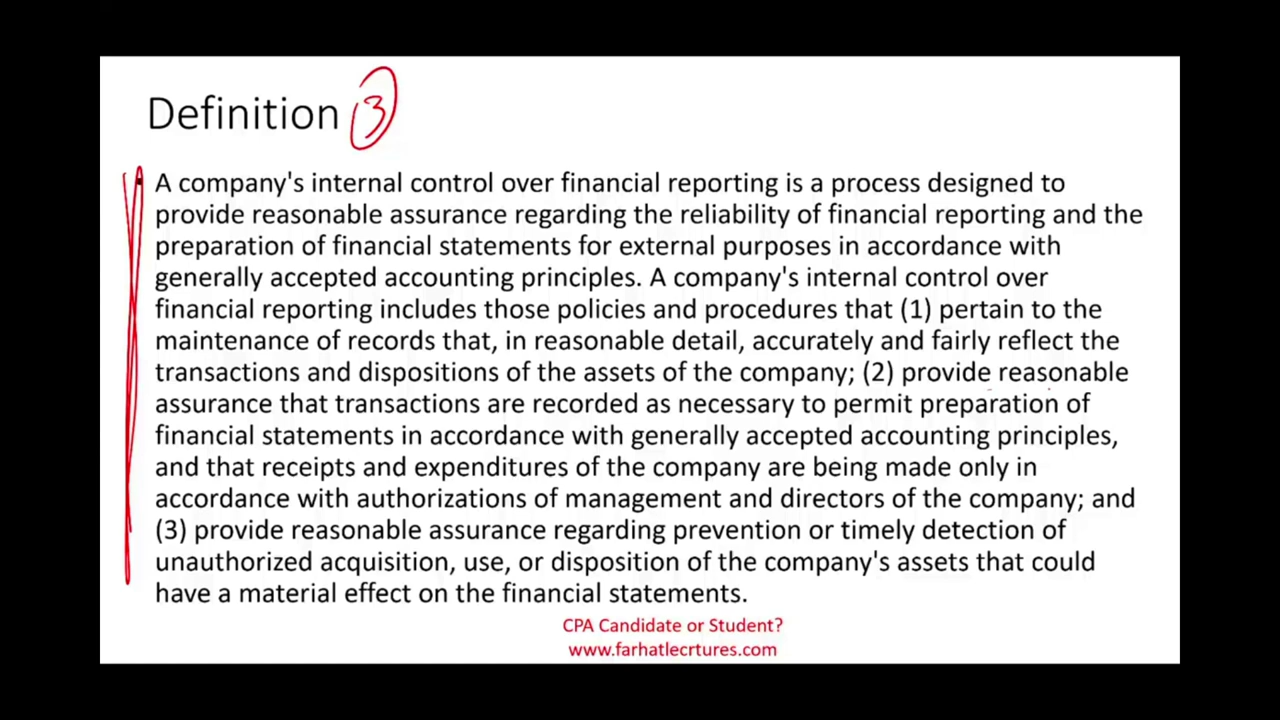 Definition 3
A company's internal control over financial reporting is a process designed to
provide reasonable assurance regarding the reliability of financial reporting and the
preparation of financial statements for external purposes in accordance with
generally accepted accounting principles. A company's internal control over
financial reporting includes those policies and procedures that (1) pertain to the
maintenance of records that, in reasonable detail, accurately and fairly reflect the
transactions and dispositions of the assets of the company; (2) provide reasonable
assurance that transactions are recorded as necessary to permit preparation of
financial statements in accordance with generally accepted accounting principles,
and that receipts and expenditures of the company are being made only in
accordance with authorizations of management and directors of the company; and
(3) provide reasonable assurance regarding prevention or timely detection of
unauthorized acquisition, use, or disposition of the company's assets that could
have a material effect on the financial statements.
CPA Candidate or Student?
www.farhatlecrtures.com